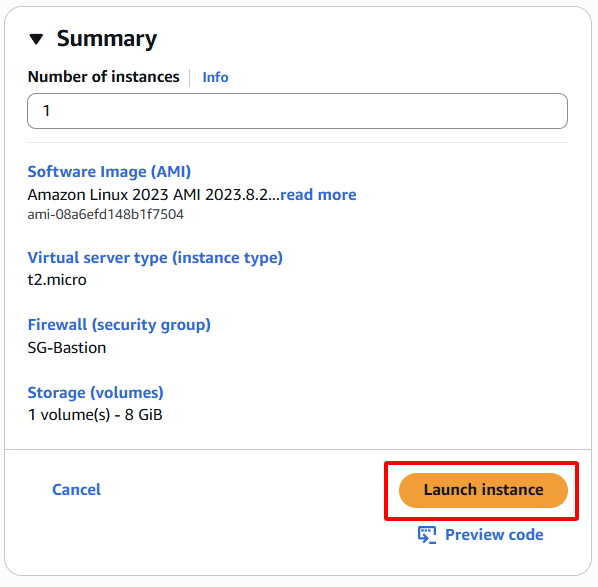 Summary
Number of instances Info
1
Software Image (AMI)
Amazon Linux 2023 AMI 2023.8.2...read more
ami-08a6efd148b1f7504
Virtual server type (instance type)
t2.micro
Firewall (security group)
SG-Bastion
Storage (volumes)
1 volume(s) - 8 GiB
Cancel Launch instance
Preview code